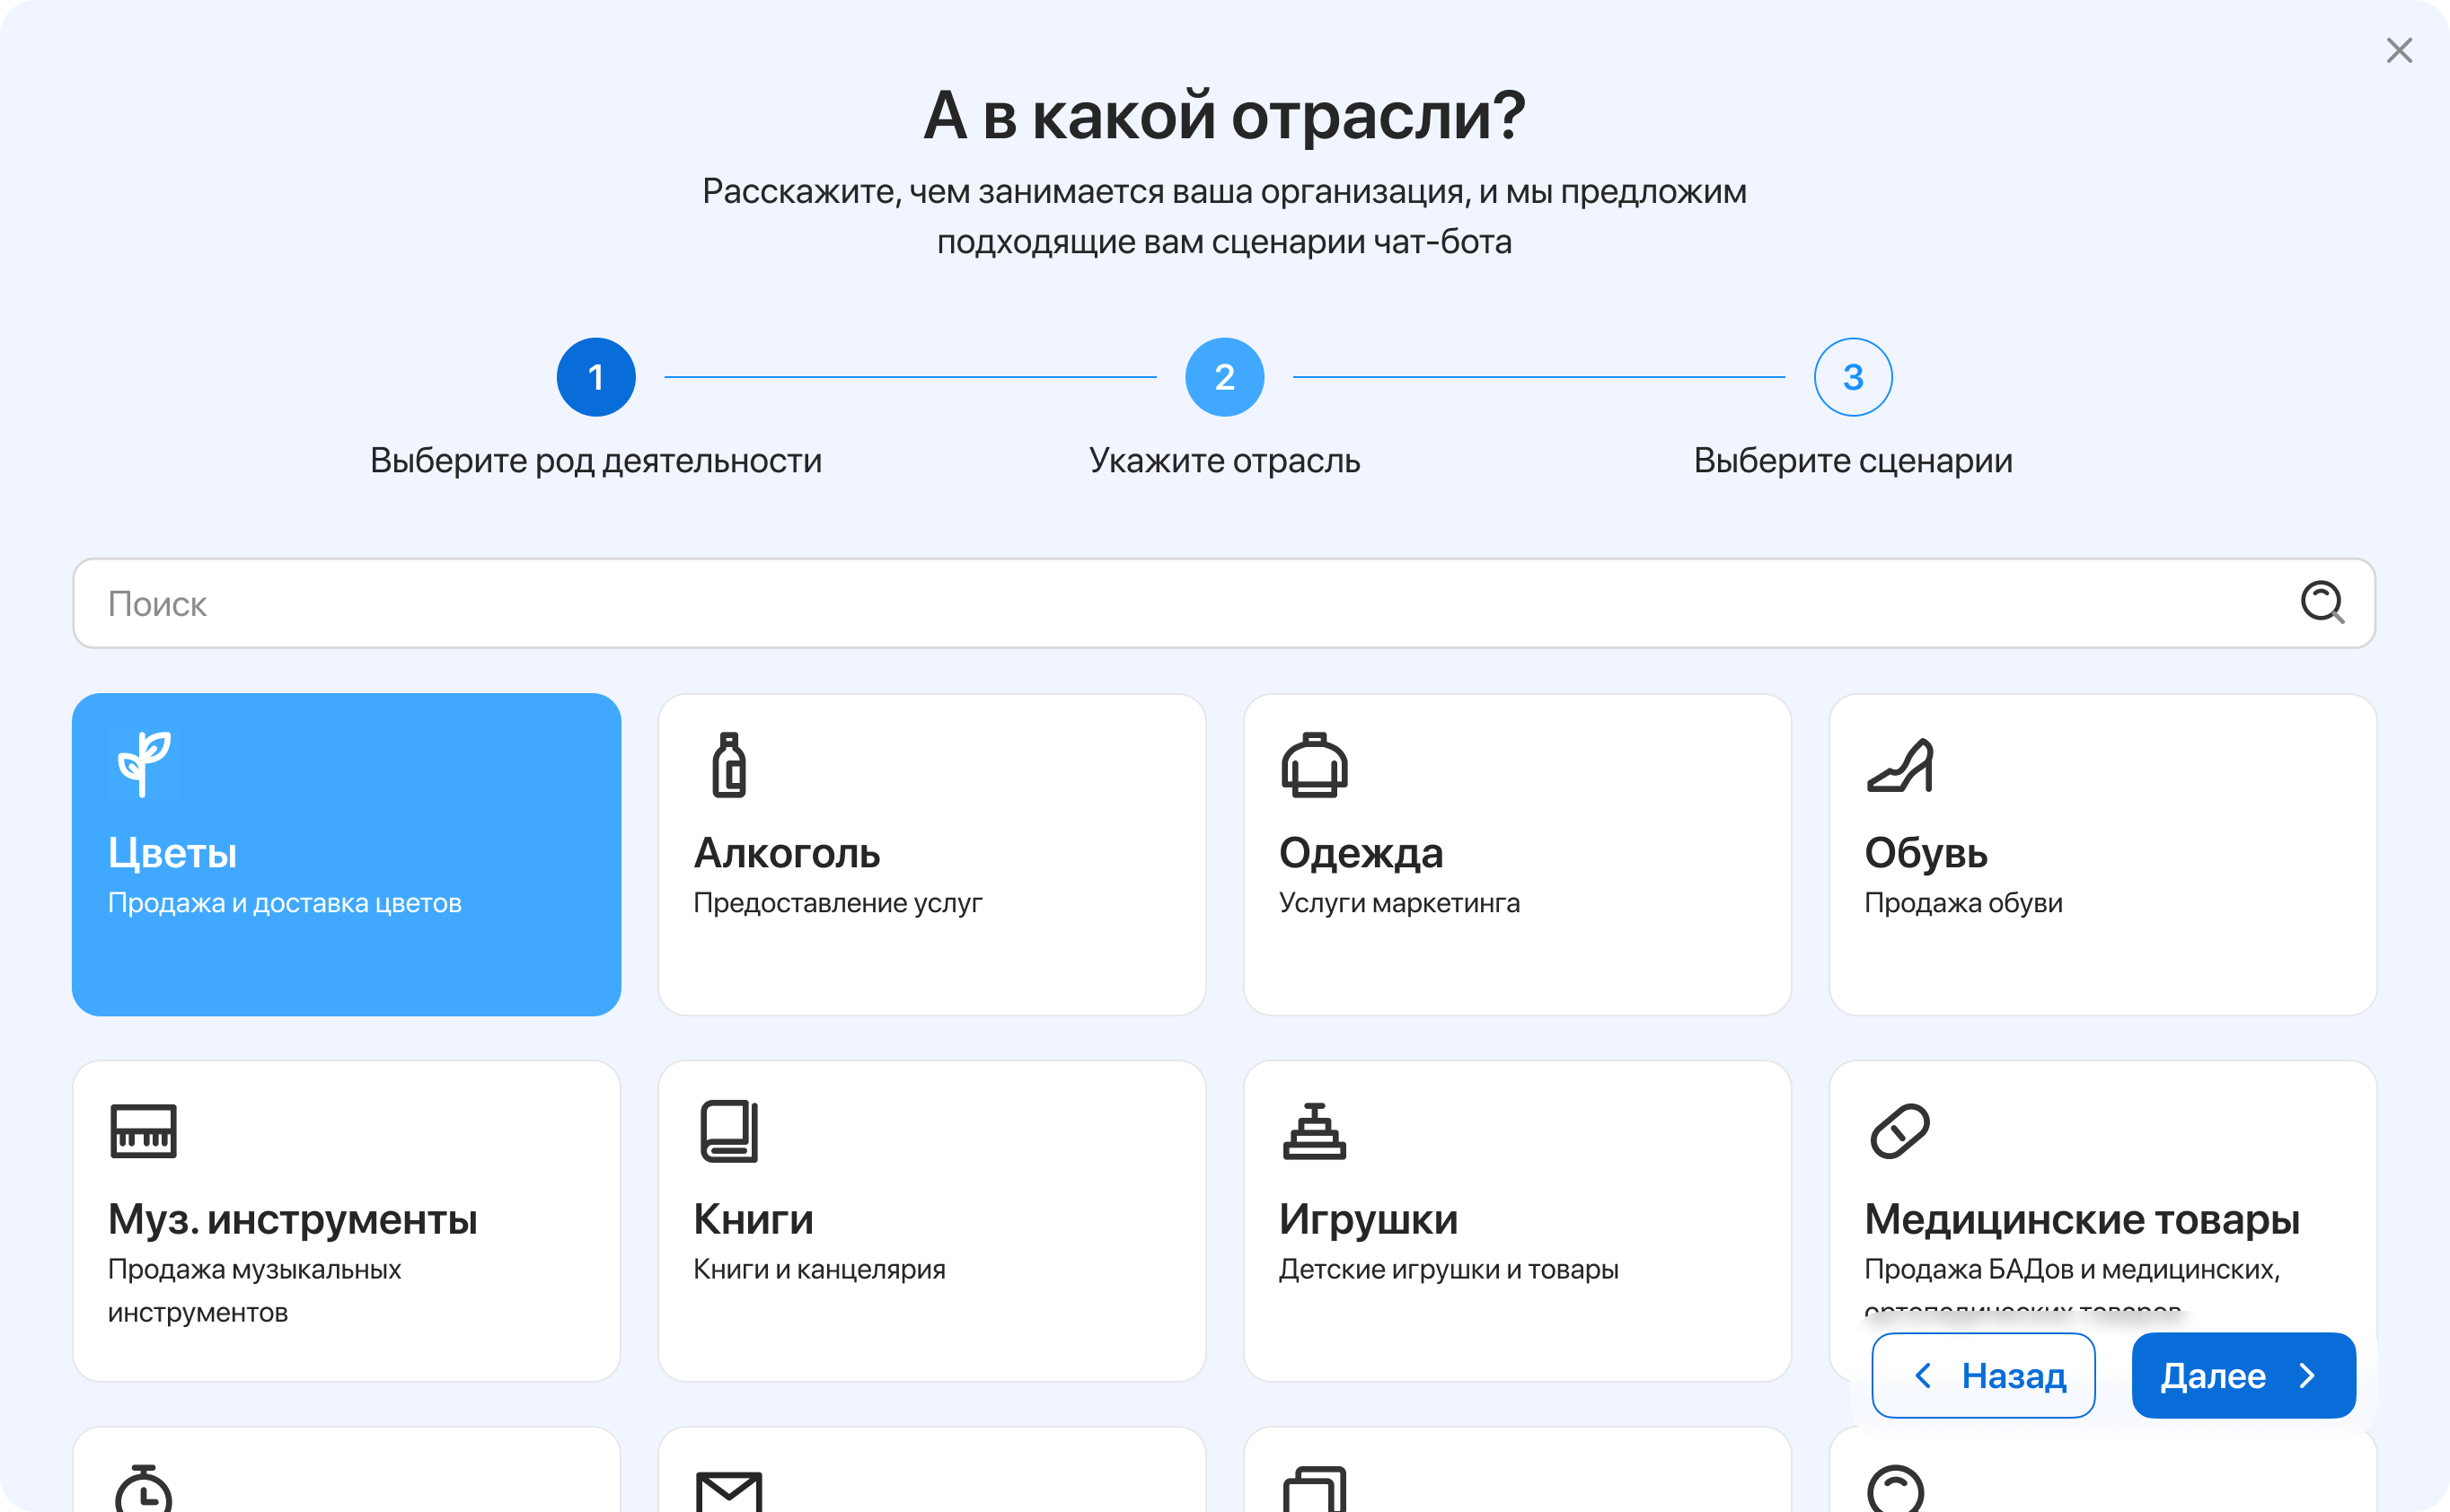 А в какой отрасли?
Расскажите, чем занимается ваша организация, и мы предложим
подходящие вам сценарии чат-бота
1
2
3
Выберите род деятельности
Укажите отрасль
Выберите сценарии
Поиск
Цветы
Продажа и доставка цветов
Алкоголь
Предоставление услуг
Одежда
Услуги маркетинга
Обувь
Продажа обуви
Муз. инструменты
Продажа музыкальных
инструментов
Книги
Книги и канцелярия
Игрушки
Детские игрушки и товары
Медицинские товары
Продажа БАДов и медицинских,
ортопедических товаров
Назад
Далее